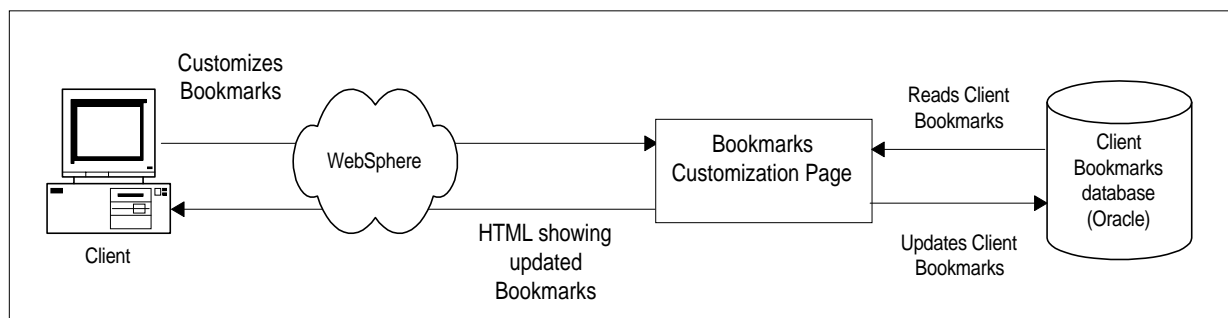 Customizes
Bookmarks
Client
WebSphere
HTML showing
updated
Bookmarks
Bookmarks
Customization Page
Reads Client
Bookmarks
Updates Client
Bookmarks
Client
Bookmarks
database
(Oracle)